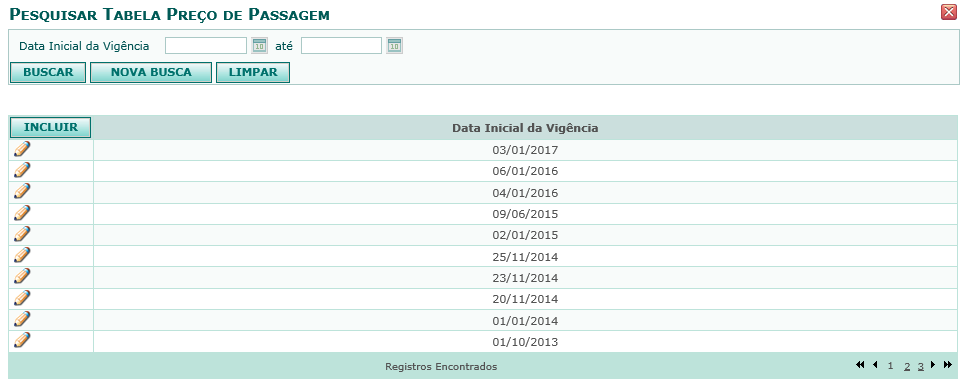 PESQUISAR TABELA PREÇO DE PASSAGEM
Data Inicial da Vigência 10 até 10
BUSCAR NOVA BUSCA LIMPAR
INCLUIR Data Inicial da Vigência
03/01/2017
06/01/2016
04/01/2016
09/06/2015
02/01/2015
25/11/2014
23/11/2014
20/11/2014
01/01/2014
01/10/2013
Registros Encontrados 1 2 3